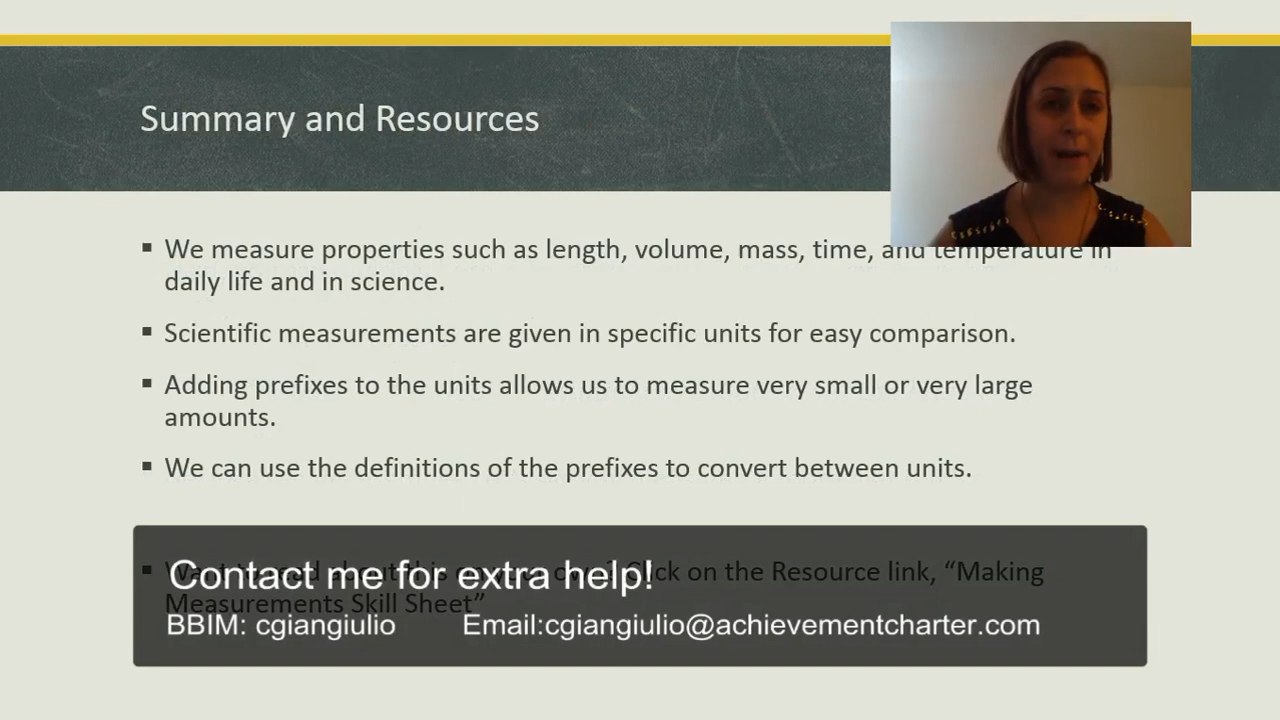 Summary and Resources
▪ We measure properties such as length, volume, mass, time, and temperature in
daily life and in science.
▪ Scientific measurements are given in specific units for easy comparison.
▪ Adding prefixes to the units allows us to measure very small or very large
amounts.
▪ We can use the definitions of the prefixes to convert between units.
▪ Click on the Resource link, “Making
Measurements Skill Sheet”
Contact me for extra help!
BBIM: cgiangiulio Email:cgiangiulio@achievementcharter.com